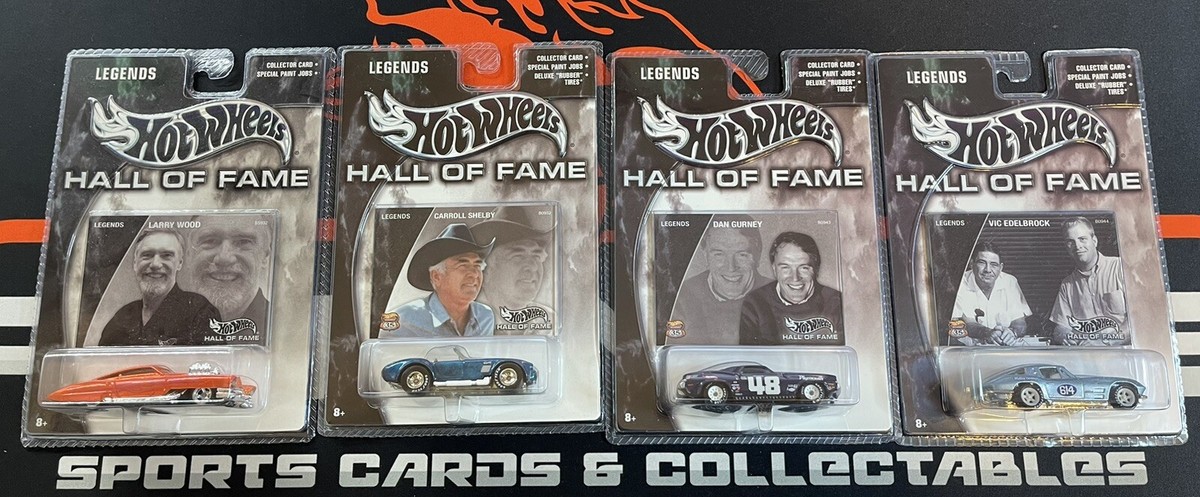 LEGENDS
COLLECTOR CARD •
SPECIAL PAINT JOBS •
HOT WHEELS
HALL OF FAME
LEGENDS
LARRY WOOD
HOT WHEELS
HALL OF FAME
8+
LEGENDS
COLLECTOR CARD •
SPECIAL PAINT JOBS •
DELUXE "RUBBER" •
TIRES
HOT WHEELS
HALL OF FAME
LEGENDS
CARROLL SHELBY
35
HOT WHEELS
HALL OF FAME
8+
LEGENDS
COLLECTOR CARD •
SPECIAL PAINT JOBS •
DELUXE "RUBBER" •
TIRES
HOT WHEELS
HALL OF FAME
LEGENDS
DAN GURNEY
35
HOT WHEELS
HALL OF FAME
48
Plymouth
8+
LEGENDS
COLLECTOR CARD •
SPECIAL PAINT JOBS •
DELUXE "RUBBER" •
TIRES
HOT WHEELS
HALL OF FAME
LEGENDS
VIC EDELBROCK
35
HOT WHEELS
HALL OF FAME
614
8+
SPORTS CARDS & COLLECTABLES